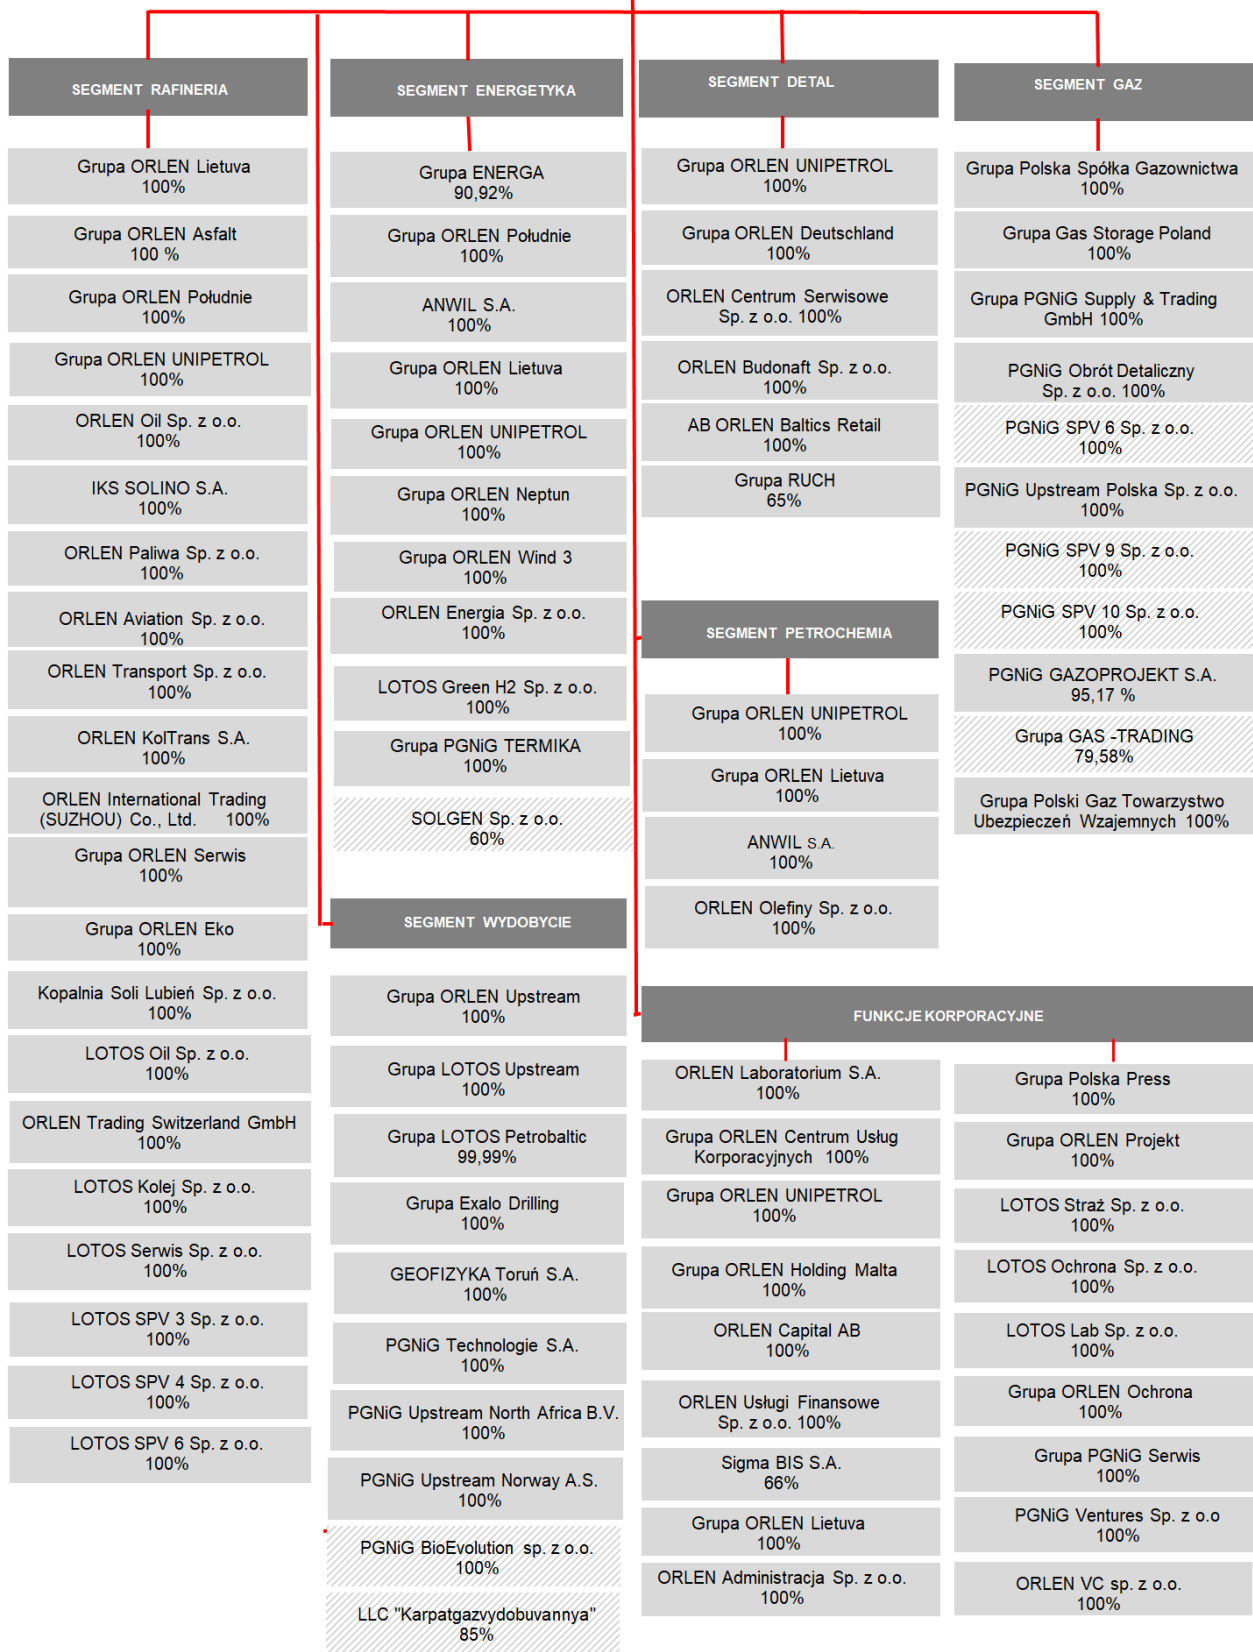 SEGMENT RAFINERIA
Grupa ORLEN Lietuva
100%
Grupa ORLEN Asfalt
100 %
Grupa ORLEN Południe
100%
Grupa ORLEN UNIPETROL
100%
ORLEN Oil Sp. z o.o.
100%
IKS SOLINO S.A.
100%
ORLEN Paliwa Sp. z o.o.
100%
ORLEN Aviation Sp. z o.o.
100%
ORLEN Transport Sp. z o.o.
100%
ORLEN KolTrans S.A.
100%
ORLEN International Trading
(SUZHOU) Co., Ltd. 100%
Grupa ORLEN Serwis
100%
Grupa ORLEN Eko
100%
Kopalnia Soli Lubień Sp. z o.o.
100%
LOTOS Oil Sp. z o.o.
100%
ORLEN Trading Switzerland GmbH
100%
LOTOS Kolej Sp. z o.o.
100%
LOTOS Serwis Sp. z o.o.
100%
LOTOS SPV 3 Sp. z o.o.
100%
LOTOS SPV 4 Sp. z o.o.
100%
LOTOS SPV 6 Sp. z o.o.
100%
SEGMENT ENERGETYKA
Grupa ENERGA
90,92%
Grupa ORLEN Południe
100%
ANWIL S.A.
100%
Grupa ORLEN Lietuva
100%
Grupa ORLEN UNIPETROL
100%
Grupa ORLEN Neptun
100%
Grupa ORLEN Wind 3
100%
ORLEN Energia Sp. z o.o.
100%
LOTOS Green H2 Sp. z o.o.
100%
Grupa PGNiG TERMIKA
100%
SOLGEN Sp. z o.o.
60%
SEGMENT WYDOBYCIE
Grupa ORLEN Upstream
100%
Grupa LOTOS Upstream
100%
Grupa LOTOS Petrobaltic
99,99%
Grupa Exalo Drilling
100%
GEOFIZYKA Toruń S.A.
100%
PGNiG Technologie S.A.
100%
PGNiG Upstream North Africa B.V.
100%
PGNiG Upstream Norway A.S.
100%
PGNiG BioEvolution sp. z o.o.
100%
LLC "Karpatgazvydobuvannya"
85%
SEGMENT DETAL
Grupa ORLEN UNIPETROL
100%
Grupa ORLEN Deutschland
100%
ORLEN Centrum Serwisowe
Sp. z o.o. 100%
ORLEN Budonaft Sp. z o.o.
100%
AB ORLEN Baltics Retail
100%
Grupa RUCH
65%
SEGMENT PETROCHEMIA
Grupa ORLEN UNIPETROL
100%
Grupa ORLEN Lietuva
100%
ANWIL S.A.
100%
ORLEN Olefiny Sp. z o.o.
100%
SEGMENT GAZ
Grupa Polska Spółka Gazownictwa
100%
Grupa Gas Storage Poland
100%
Grupa PGNiG Supply & Trading
GmbH 100%
PGNiG Obrót Detaliczny
Sp. z o.o. 100%
PGNiG SPV 6 Sp. z o.o.
100%
PGNiG Upstream Polska Sp. z o.o.
100%
PGNiG SPV 9 Sp. z o.o.
100%
PGNiG SPV 10 Sp. z o.o.
100%
PGNiG GAZOPROJEKT S.A.
95,17 %
Grupa GAS -TRADING
79,58%
Grupa Polski Gaz Towarzystwo
Ubezpieczeń Wzajemnych 100%
FUNKCJE KORPORACYJNE
ORLEN Laboratorium S.A.
100%
Grupa ORLEN Centrum Usług
Korporacyjnych 100%
Grupa ORLEN UNIPETROL
100%
Grupa ORLEN Holding Malta
100%
ORLEN Capital AB
100%
ORLEN Usługi Finansowe
Sp. z o.o. 100%
Sigma BIS S.A.
66%
Grupa ORLEN Lietuva
100%
ORLEN Administracja Sp. z o.o.
100%
Grupa Polska Press
100%
Grupa ORLEN Projekt
100%
LOTOS Straż Sp. z o.o.
100%
LOTOS Ochrona Sp. z o.o.
100%
LOTOS Lab Sp. z o.o.
100%
Grupa ORLEN Ochrona
100%
Grupa PGNiG Serwis
100%
PGNiG Ventures Sp. z o.o
100%
ORLEN VC sp. z o.o.
100%